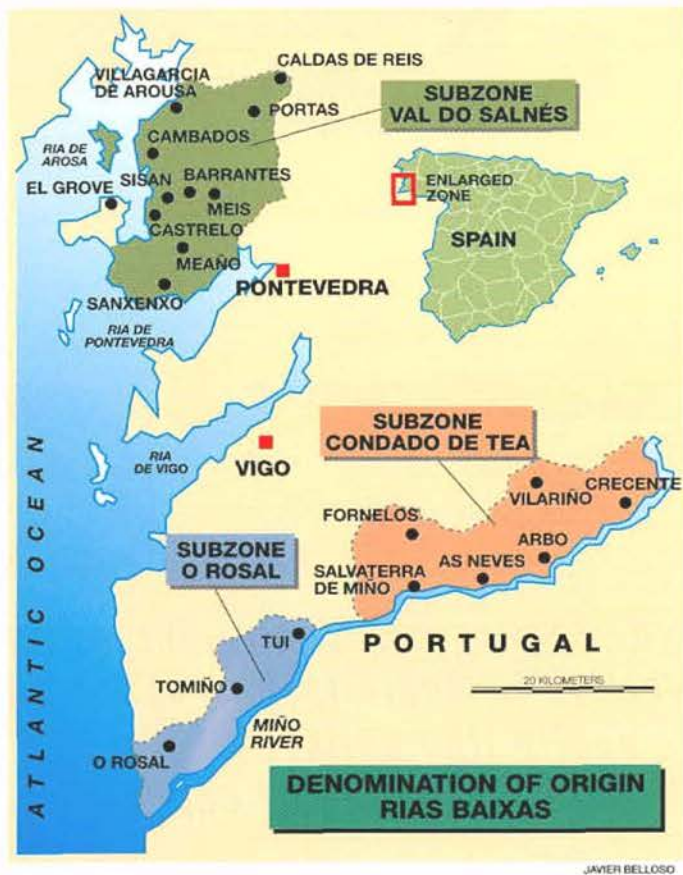 CALDAS DE REIS
VILLAGARCIA
DE AROUSA
SUBZONE
VAL DO SALNÉS
PORTAS
CAMBADOS
RIA DE
AROSA
SISAN
BARRANTES
EL GROVE
MEIS
CASTRELO
MEAÑO
SANXENXO
PONTEVEDRA
RIA DE
PONTEVEDRA
ENLARGED
ZONE
SPAIN
ATLANTIC OCEAN
RIA
DE VIGO
VIGO
SUBZONE
CONDADO DE TEA
VILARIÑO
CRECENTE
FORNELOS
ARBO
AS NEVES
SALVATERRA
DE MIÑO
SUBZONE
O ROSAL
TUI
PORTUGAL
TOMIÑO
20 KILOMETERS
MIÑO
RIVER
O ROSAL
DENOMINATION OF ORIGIN
RIAS BAIXAS
JAVIER BELLOSO